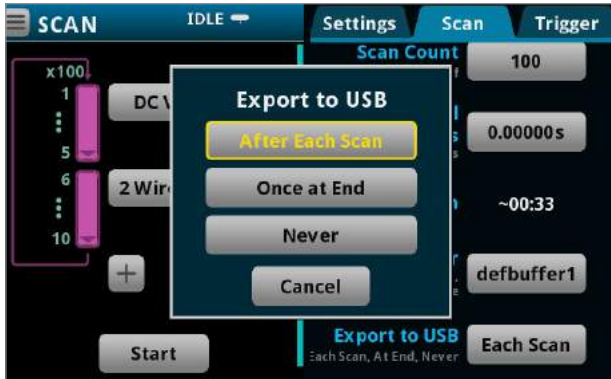 SCAN
IDLE
Settings
Scan
Trigger
x100
1
5
6
10
DC V
2 Wir
+
Start
Export to USB
After Each Scan
Once at End
Never
Cancel
Scan Count
100
0.00000 s
~00:33
defbuffer1
Export to USB
Each Scan, At End, Never
Each Scan